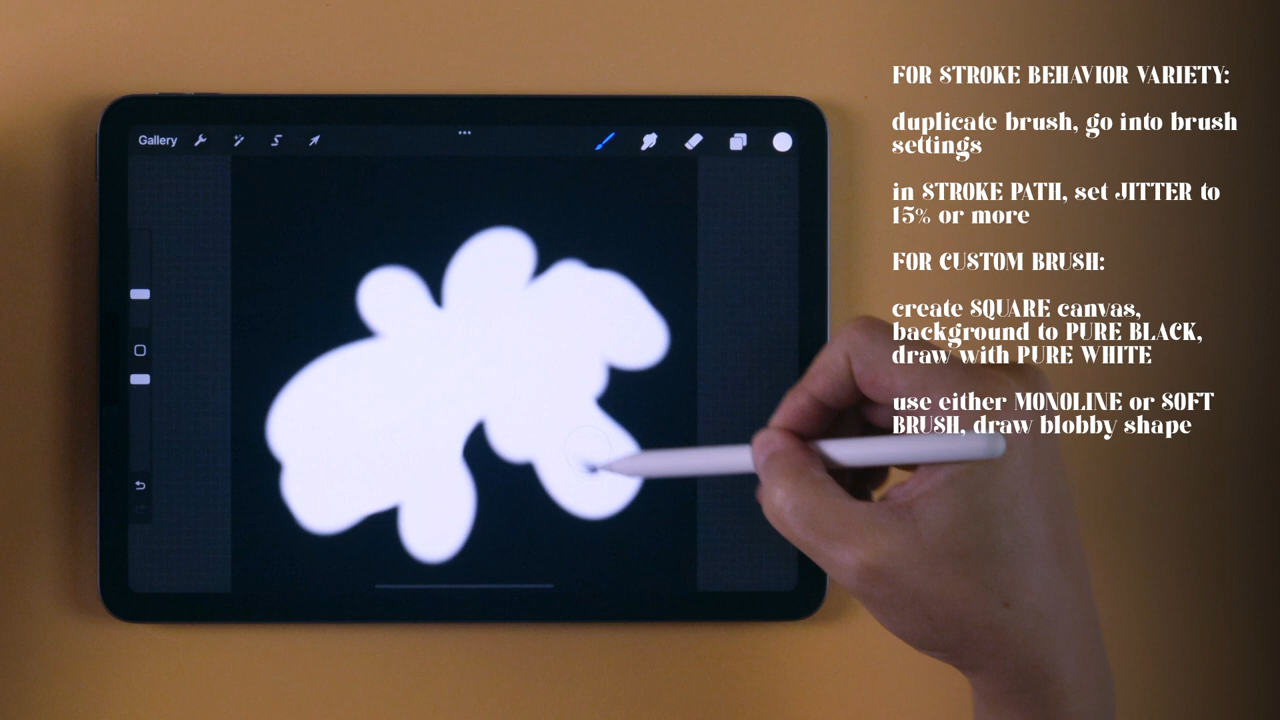 Gallery
FOR STROKE BEHAVIOR VARIETY:
duplicate brush, go into brush
settings
in STROKE PATH, set JITTER to
15% or more
FOR CUSTOM BRUSH:
create SQUARE canvas,
background to PURE BLACK,
draw with PURE WHITE
use either MONOLINE or SOFT
BRUSH, draw blobby shape